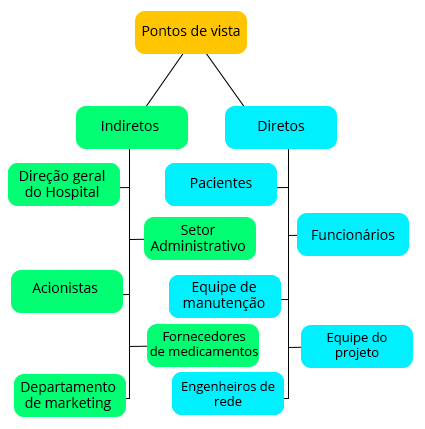 Pontos de vista
Indiretos
Diretos
Direção geral
do Hospital
Pacientes
Setor
Administrativo
Funcionários
Acionistas
Equipe de
manutenção
Fornecedores
de medicamentos
Equipe do
projeto
Departamento
de marketing
Engenheiros de
rede